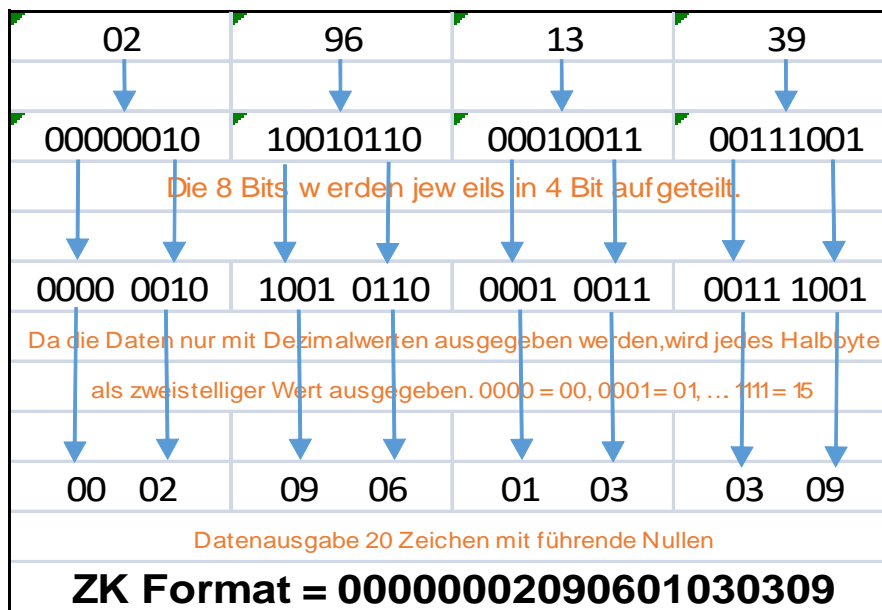 02 96 13 39
00000010 10010110 00010011 00111001
Die 8 Bits werden jeweils in 4 Bit aufgeteilt.
0000 0010 1001 0110 0001 0011 0011 1001
Da die Daten nur mit Dezimalwerten ausgegeben werden,wird jedes Halbbyte
als zweistelliger Wert ausgegeben. 0000 = 00, 0001= 01, ... 1111= 15
00 02 09 06 01 03 03 09
Datenausgabe 20 Zeichen mit führende Nullen
ZK Format = 00000002090601030309